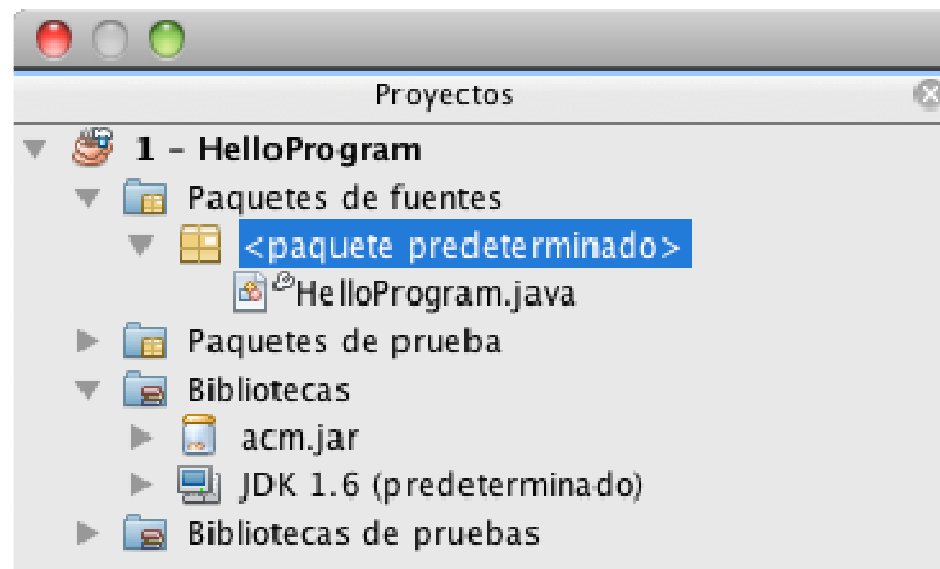 Proyectos
1 - HelloProgram
Paquetes de fuentes
<paquete predeterminado>
HelloProgram.java
Paquetes de prueba
Bibliotecas
acm.jar
JDK 1.6 (predeterminado)
Bibliotecas de pruebas